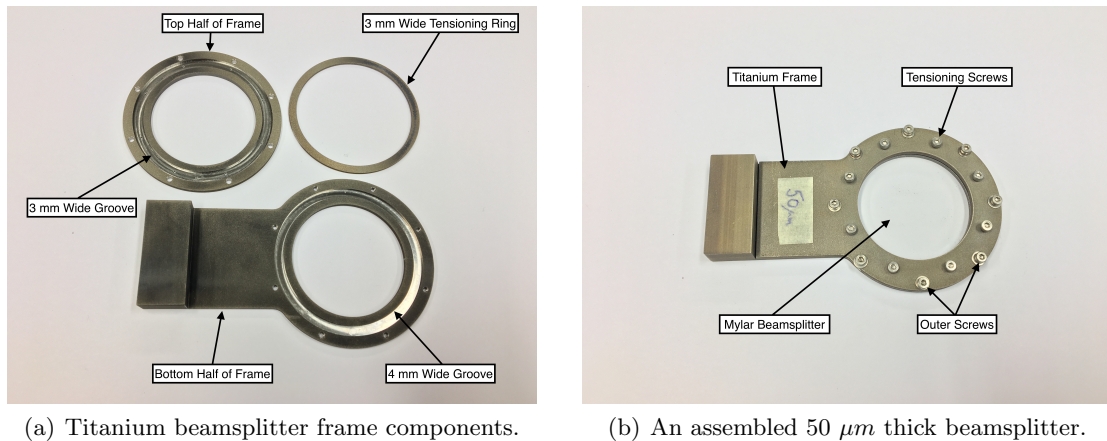 Top Half of Frame
3 mm Wide Tensioning Ring
3 mm Wide Groove
Bottom Half of Frame
4 mm Wide Groove
Titanium Frame
Tensioning Screws
50 μm
Mylar Beamsplitter
Outer Screws
(a) Titanium beamsplitter frame components.
(b) An assembled 50 μm thick beamsplitter.